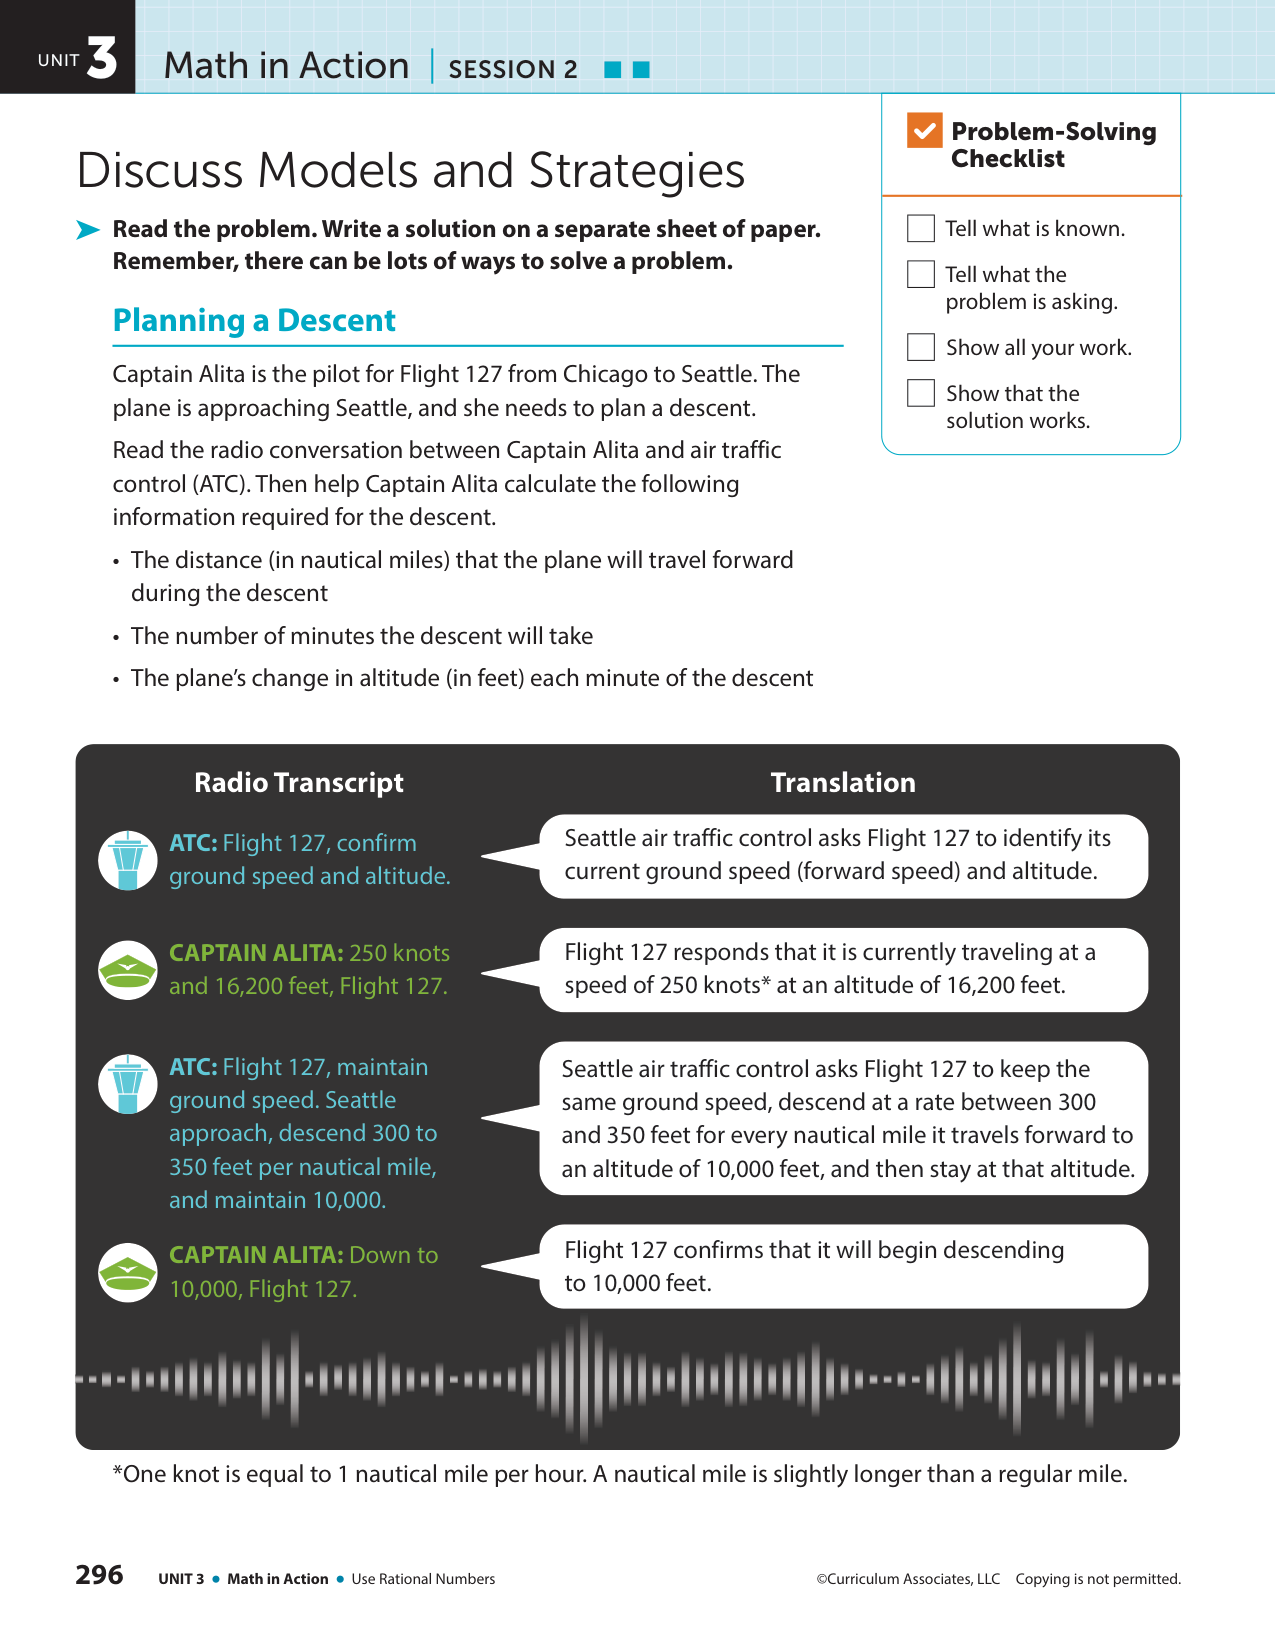 UNIT 3
Math in Action | SESSION 2
Problem-Solving
Checklist
Tell what is known.
Tell what the
problem is asking.
Show all your work.
Show that the
solution works.
Discuss Models and Strategies
Read the problem. Write a solution on a separate sheet of paper.
Remember, there can be lots of ways to solve a problem.
Planning a Descent
Captain Alita is the pilot for Flight 127 from Chicago to Seattle. The
plane is approaching Seattle, and she needs to plan a descent.
Read the radio conversation between Captain Alita and air traffic
control (ATC). Then help Captain Alita calculate the following
information required for the descent.
• The distance (in nautical miles) that the plane will travel forward
during the descent
• The number of minutes the descent will take
• The plane’s change in altitude (in feet) each minute of the descent
Radio Transcript
Translation
ATC: Flight 127, confirm
ground speed and altitude.
Seattle air traffic control asks Flight 127 to identify its
current ground speed (forward speed) and altitude.
CAPTAIN ALITA: 250 knots
and 16,200 feet, Flight 127.
Flight 127 responds that it is currently traveling at a
speed of 250 knots* at an altitude of 16,200 feet.
ATC: Flight 127, maintain
ground speed. Seattle
approach, descend 300 to
350 feet per nautical mile,
and maintain 10,000.
Seattle air traffic control asks Flight 127 to keep the
same ground speed, descend at a rate between 300
and 350 feet for every nautical mile it travels forward to
an altitude of 10,000 feet, and then stay at that altitude.
CAPTAIN ALITA: Down to
10,000, Flight 127.
Flight 127 confirms that it will begin descending
to 10,000 feet.
*One knot is equal to 1 nautical mile per hour. A nautical mile is slightly longer than a regular mile.
296 UNIT 3 • Math in Action • Use Rational Numbers
©Curriculum Associates, LLC Copying is not permitted.